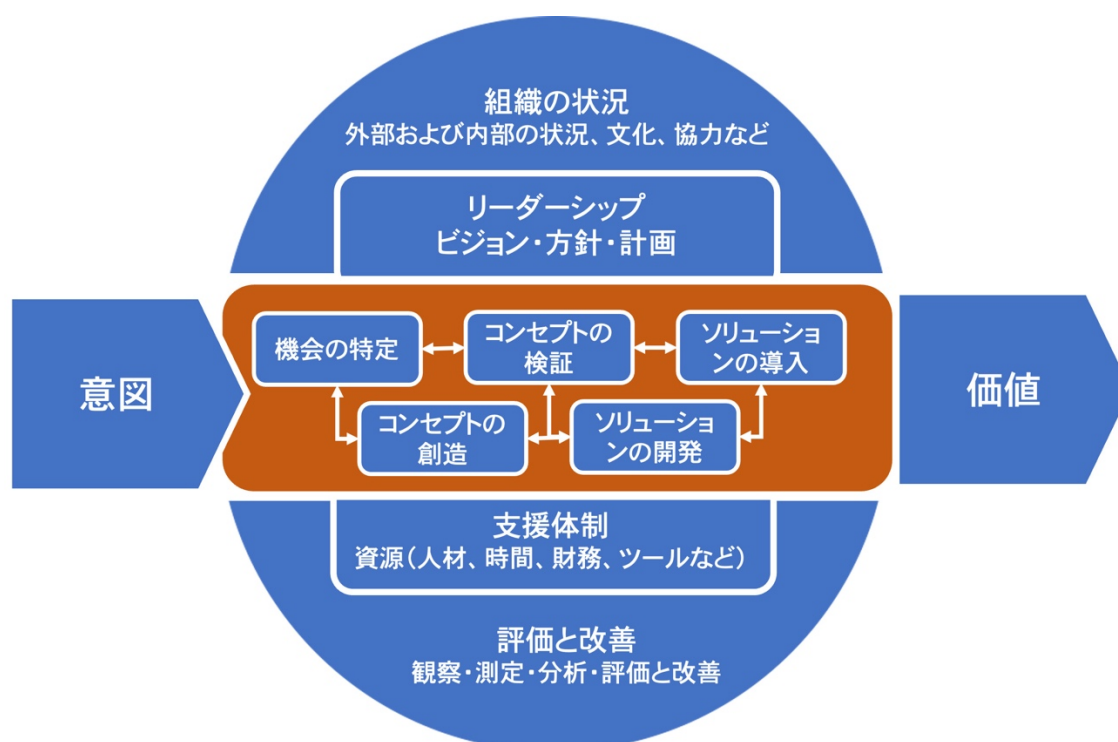 組織の状況
外部および内部の状況、文化、協力など
リーダーシップ
ビジョン・方針・計画
意図
機会の特定
コンセプトの
検証
ソリューショ
ンの導入
コンセプトの
創造
ソリューショ
ンの開発
価値
支援体制
資源(人材、時間、財務、ツールなど)
評価と改善
観察・測定・分析・評価と改善